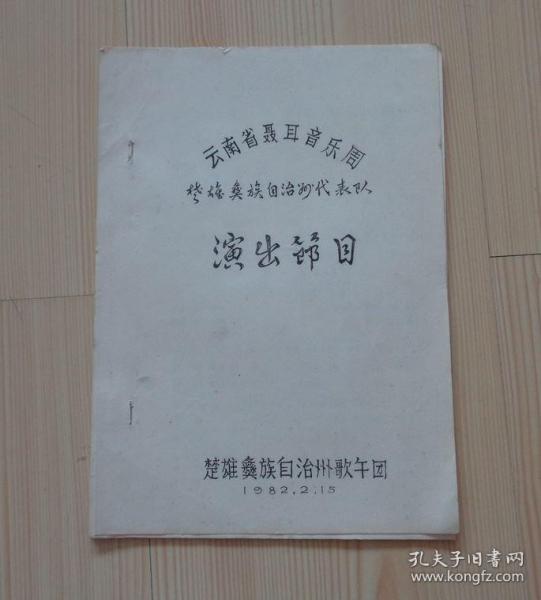 云南省聂耳音乐周
楚雄彝族自治州代表队
演出節目
楚雄彝族自治州歌午团
1982.2.15
孔夫子旧书网
www.kongfz.com